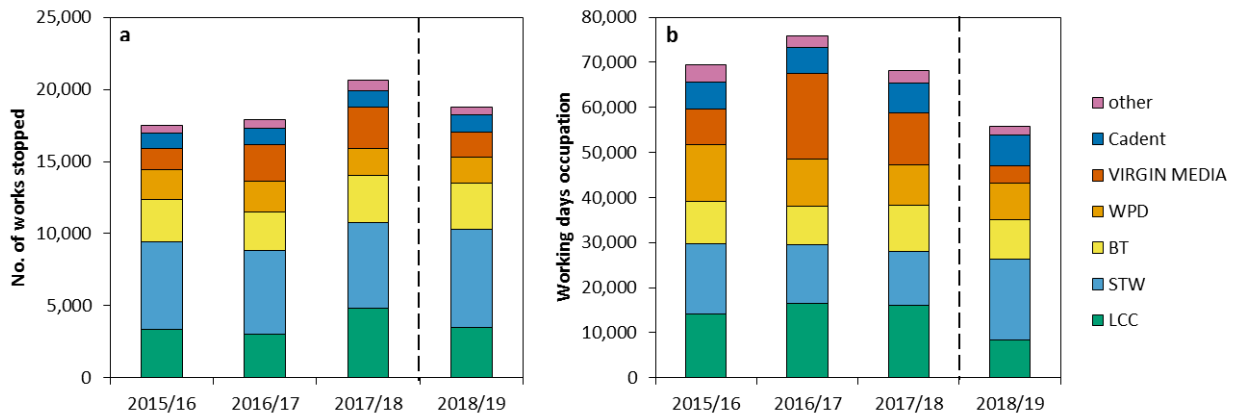 a
No. of works stopped
25,000
20,000
15,000
10,000
5,000
0
2015/16 2016/17 2017/18 2018/19
b
Working days occupation
80,000
70,000
60,000
50,000
40,000
30,000
20,000
10,000
0
2015/16 2016/17 2017/18 2018/19
other
Cadent
VIRGIN MEDIA
WPD
BT
STW
LCC